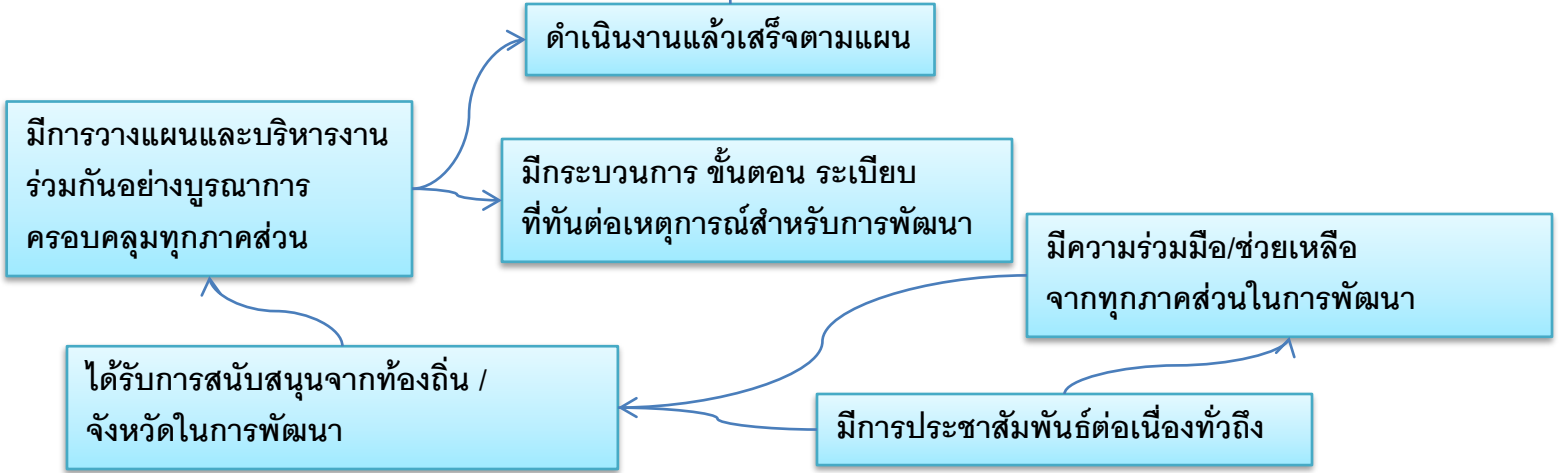 ดำเนินงานแล้วเสร็จตามแผน
มีการวางแผนและบริหารงาน
ร่วมกันอย่างบูรณาการ
ครอบคลุมทุกภาคส่วน
มีกระบวนการ ขั้นตอน ระเบียบ
ที่ทันต่อเหตุการณ์สำหรับการพัฒนา
มีความร่วมมือ/ช่วยเหลือ
จากทุกภาคส่วนในการพัฒนา
ได้รับการสนับสนุนจากท้องถิ่น /
จังหวัดในการพัฒนา
มีการประชาสัมพันธ์ต่อเนื่องทั่วถึง